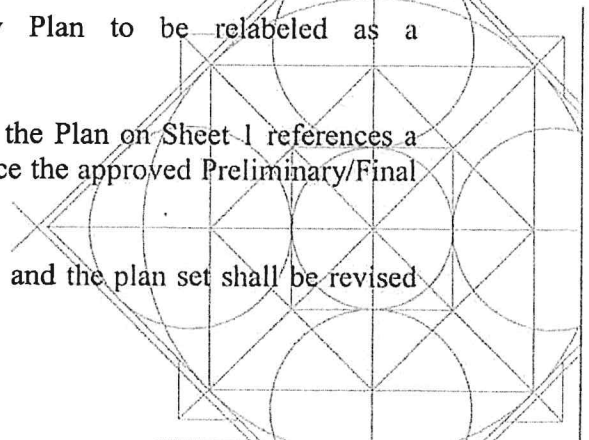 Plan to be relabeled as a
the Plan on Sheet 1 references a
the approved Preliminary/Final
and the plan set shall be revised